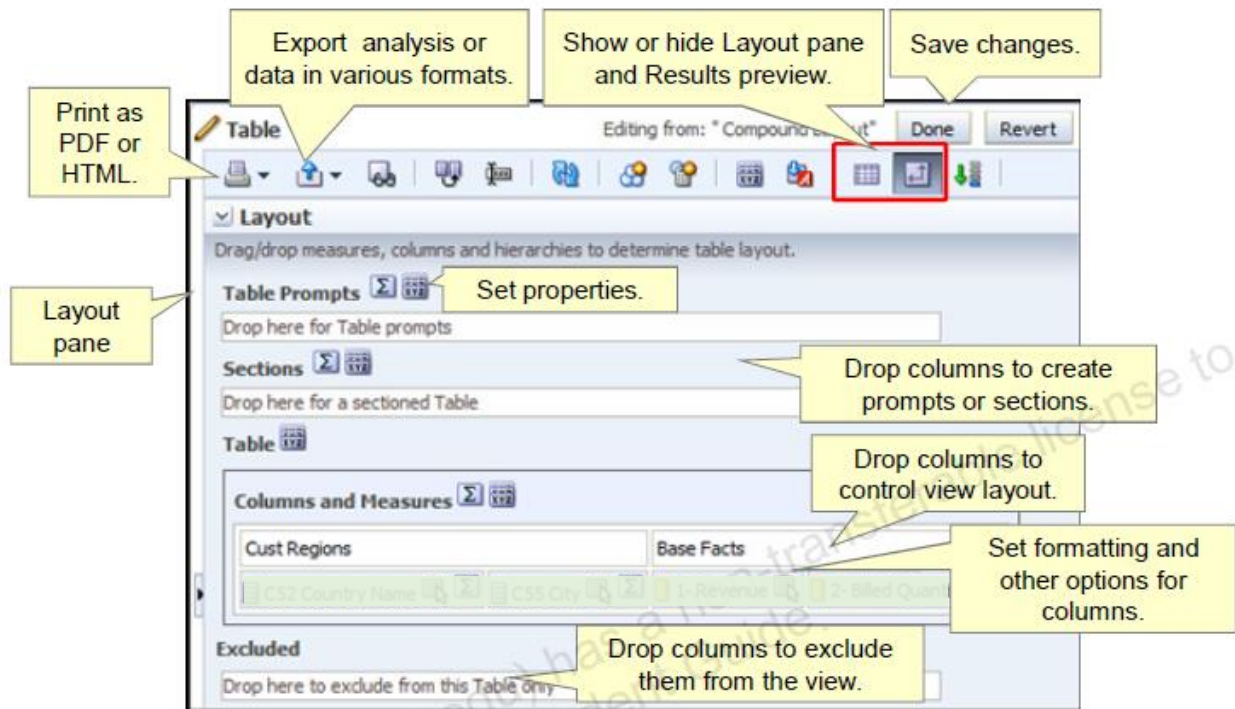 Export analysis or
data in various formats.
Show or hide Layout pane
and Results preview.
Save changes.
Print as
PDF or
HTML.
Table
Editing from: "Compound
ut"
Done
Revert
Layout
Drag/drop measures, columns and hierarchies to determine table layout.
Layout
pane
Table Prompts
Set properties.
Drop here for Table prompts
Sections
Drop columns to create
prompts or sections.
Drop here for a sectioned Table
Table
Drop columns to
control view layout.
Columns and Measures
Cust Regions
Base Facts
Set formatting and
other options for
columns.
C52 Country Name
C55 City
1- Revenue
2- Billed Quant
Excluded
Drop columns to exclude
them from the view.
Drop here to exclude from this Table only
has a
license to